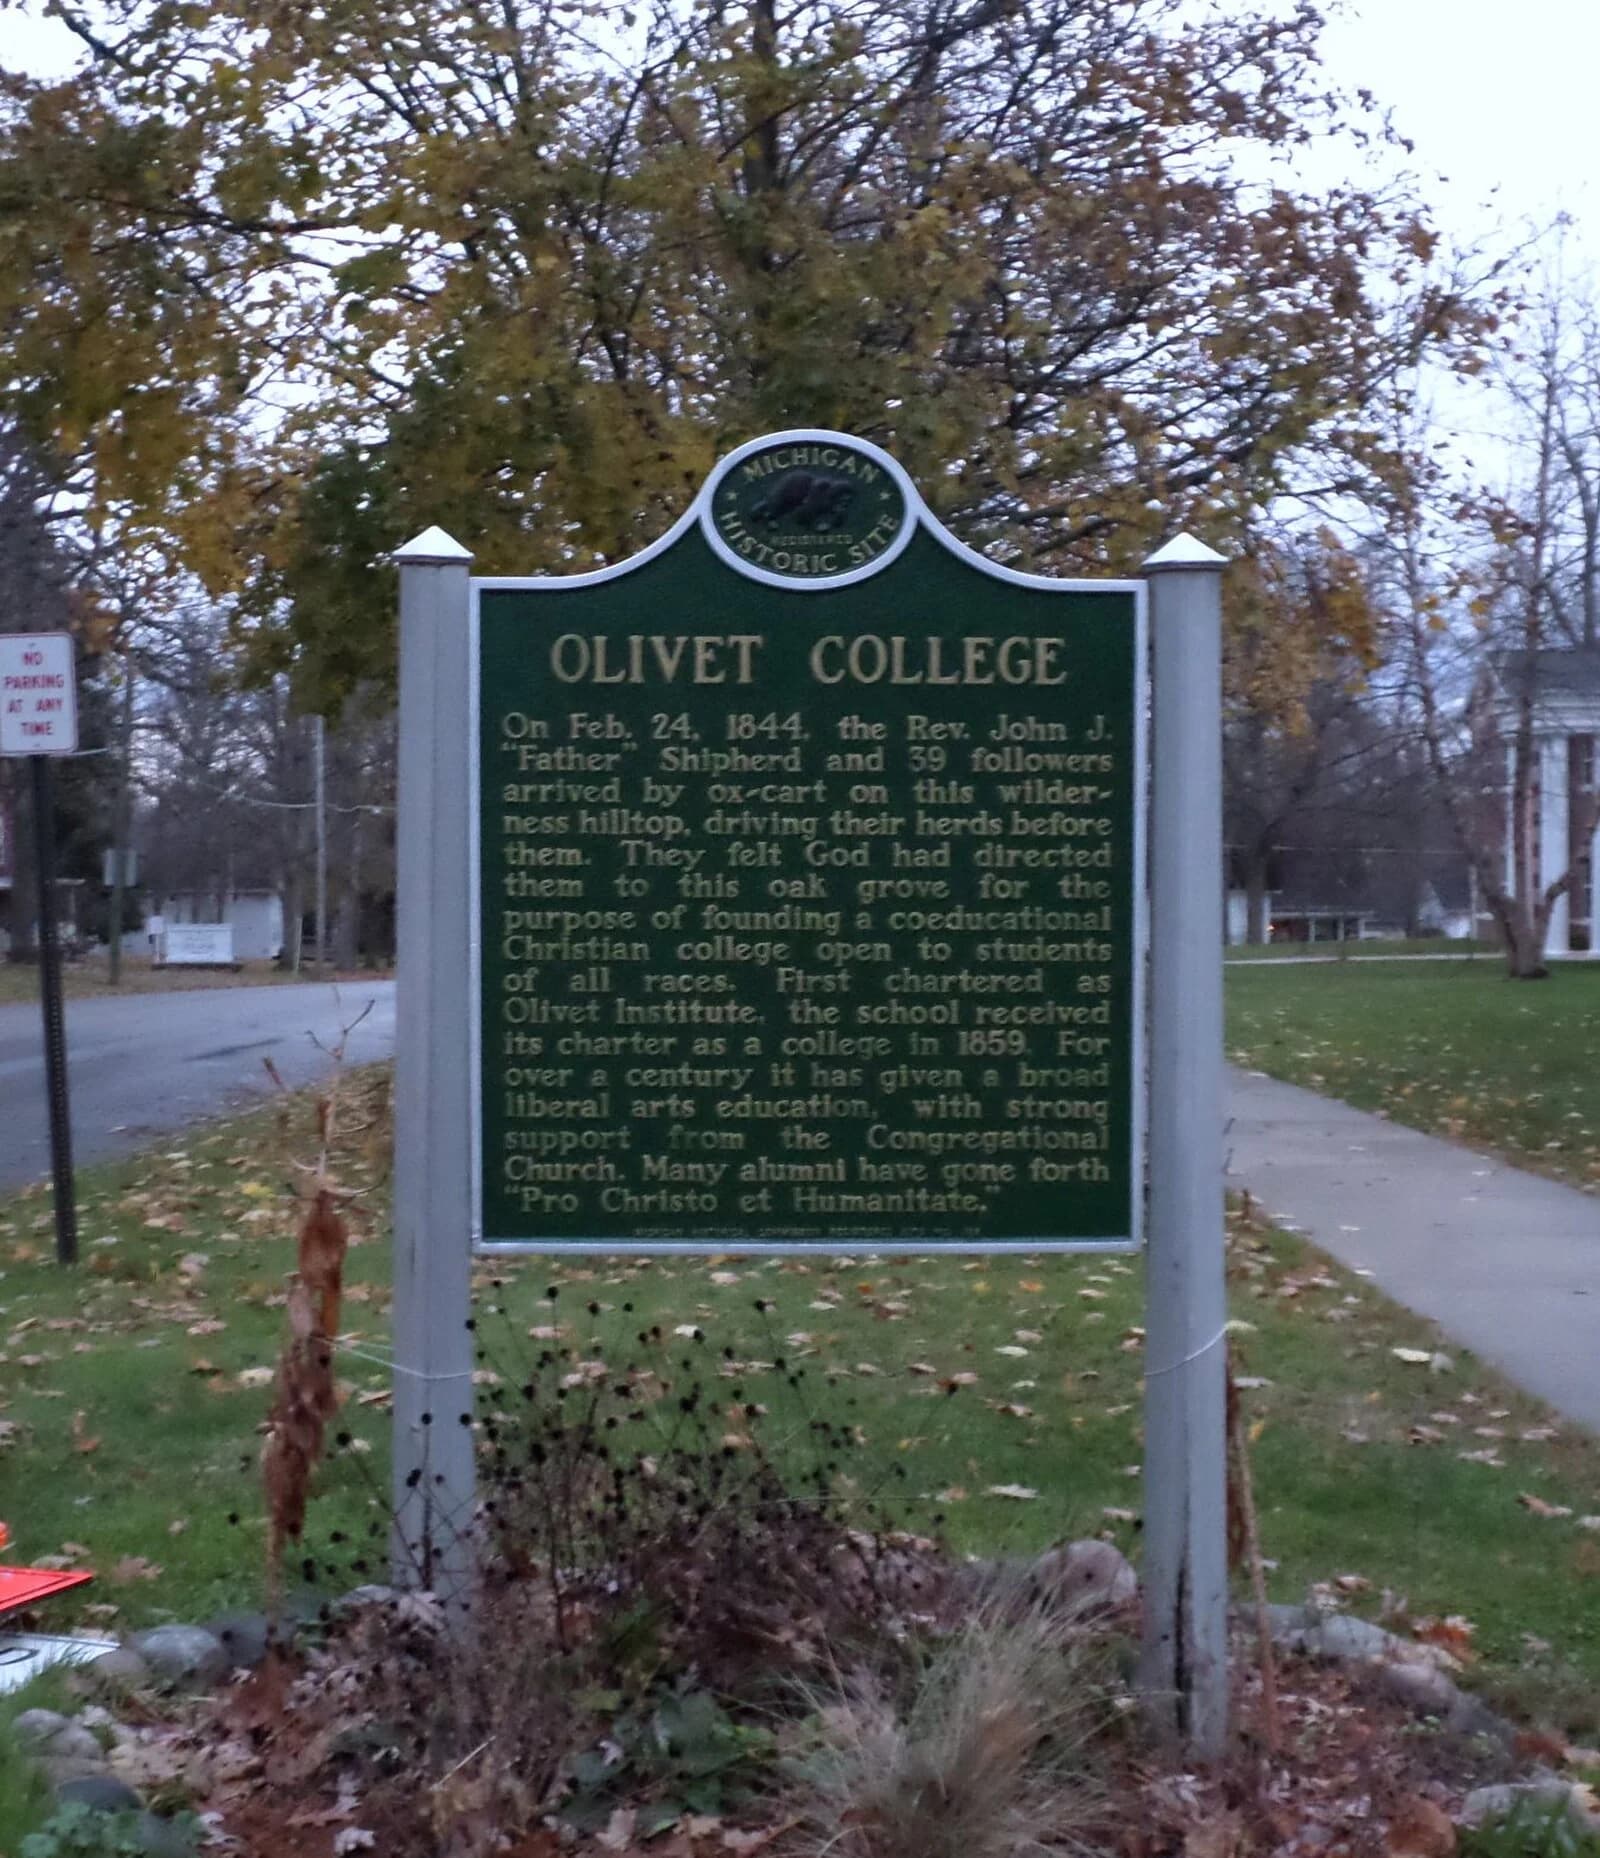 MICHIGAN
REGISTERED
HISTORIC SITE
OLIVET COLLEGE
On Feb. 24, 1844, the Rev. John J.
"Father" Shipherd and 39 followers
arrived by ox-cart on this wilder-
ness hilltop, driving their herds before
them. They felt God had directed
them to this oak grove for the
purpose of founding a coeducational
Christian college open to students
of all races. First chartered as
Olivet Institute, the school received
its charter as a college in 1859. For
over a century it has given a broad
liberal arts education, with strong
support from the Congregational
Church. Many alumni have gone forth
"Pro Christo et Humanitate."
NO
PARKING
AT ANY
TIME